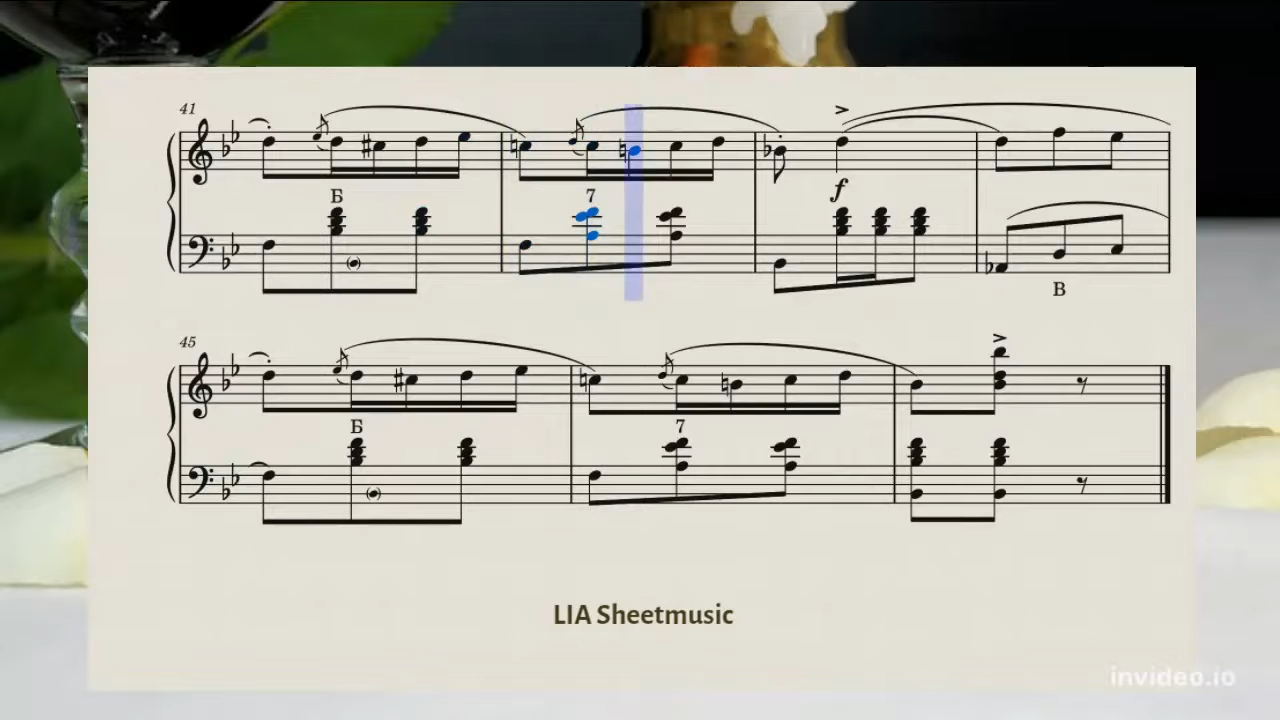 41
Б
7
f
В
45
Б
7
LIA Sheetmusic
invideo.io